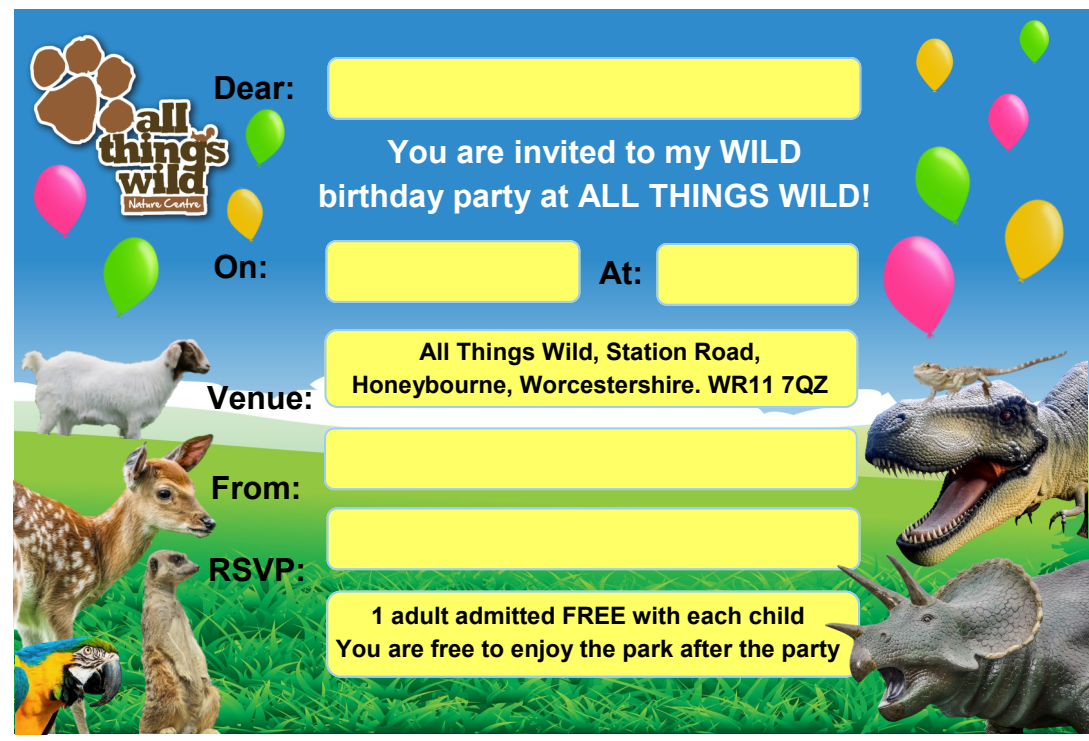 all
things
wild
Nature Centre
Dear:
You are invited to my WILD
birthday party at ALL THINGS WILD!
On:
At:
Venue:
All Things Wild, Station Road,
Honeybourne, Worcestershire. WR11 7QZ
From:
RSVP:
1 adult admitted FREE with each child
You are free to enjoy the park after the party